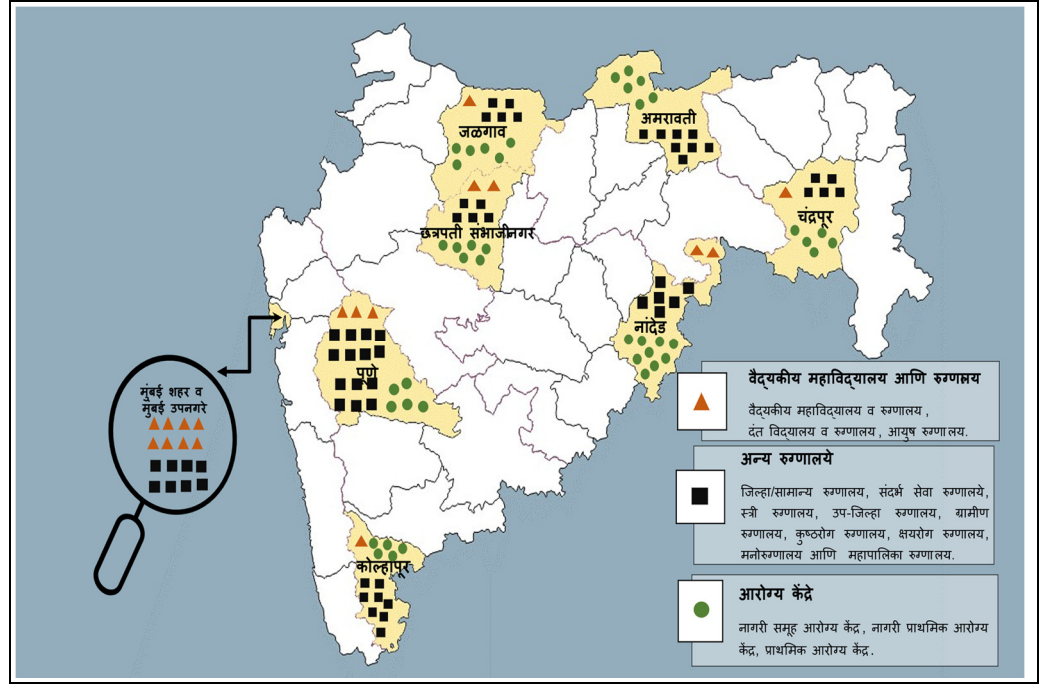 जळगाव
अमरावती
छत्रपती संभाजीनगर
चंद्रपूर
नांदेड
पूणे
मुंबई शहर व
मुंबई उपनगरे
कोल्हापूर
वैद्यकीय महाविद्यालय आणि रुग्णालय
वैद्यकीय महाविद्यालय व रुग्णालय,
दंत विद्यालय व रुग्णालय, आयुष रुग्णालय.
अन्य रुग्णालये
जिल्हा/सामान्य रुग्णालय, संदर्भ सेवा रुग्णालये,
स्त्री रुग्णालय, उप-जिल्हा रुग्णालय, ग्रामीण
रुग्णालय, कुष्ठरोग रुग्णालय, क्षयरोग रुग्णालय,
मनोरुग्णालय आणि महापालिका रुग्णालय.
आरोग्य केंद्रे
नागरी समूह आरोग्य केंद्र, नागरी प्राथमिक आरोग्य
केंद्र, प्राथमिक आरोग्य केंद्र.